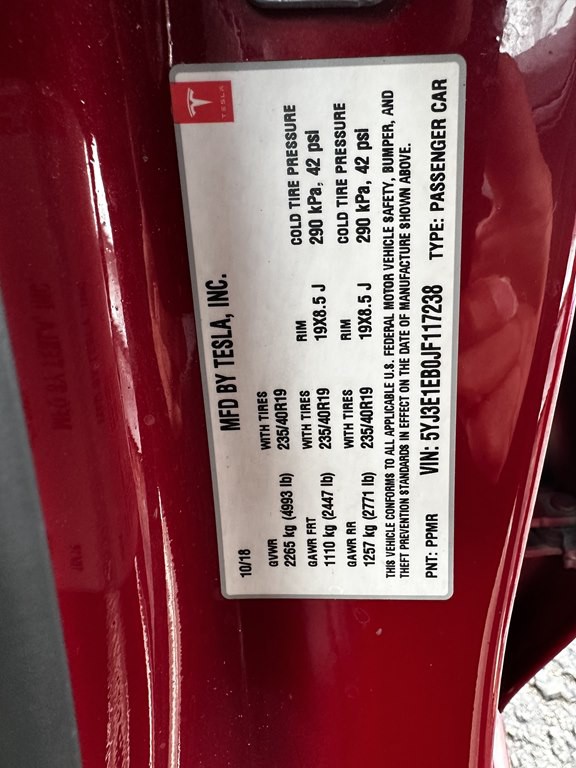 TESLA
MFD BY TESLA, INC.
10/18
GVWR WITH TIRES RIM COLD TIRE PRESSURE
2265 kg (4993 lb) 235/40R19 19X8.5 J 290 kPa, 42 psi
GAWR FRT WITH TIRES RIM COLD TIRE PRESSURE
1110 kg (2447 lb) 235/40R19 19X8.5 J 290 kPa, 42 psi
GAWR RR WITH TIRES
1257 kg (2771 lb) 235/40R19
THIS VEHICLE CONFORMS TO ALL APPLICABLE U.S. FEDERAL MOTOR VEHICLE SAFETY, BUMPER, AND
THEFT PREVENTION STANDARDS IN EFFECT ON THE DATE OF MANUFACTURE SHOWN ABOVE.
PNT: PPMR VIN: 5YJ3E1EB0JF117238 TYPE: PASSENGER CAR